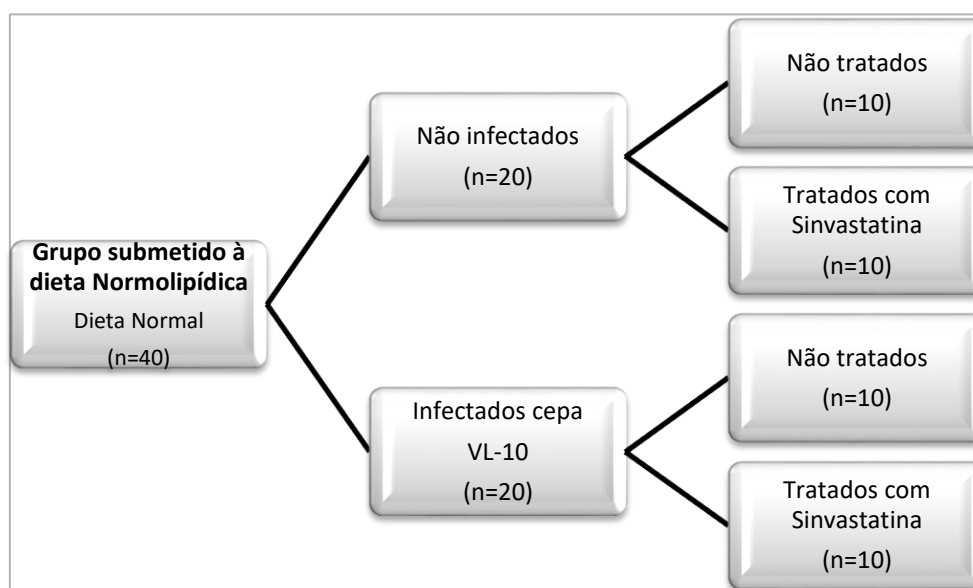 Grupo submetido à
dieta Normolipídica
Dieta Normal
(n=40)
Não infectados
(n=20)
Infectados cepa
VL-10
(n=20)
Não tratados
(n=10)
Tratados com
Sinvastatina
(n=10)
Não tratados
(n=10)
Tratados com
Sinvastatina
(n=10)